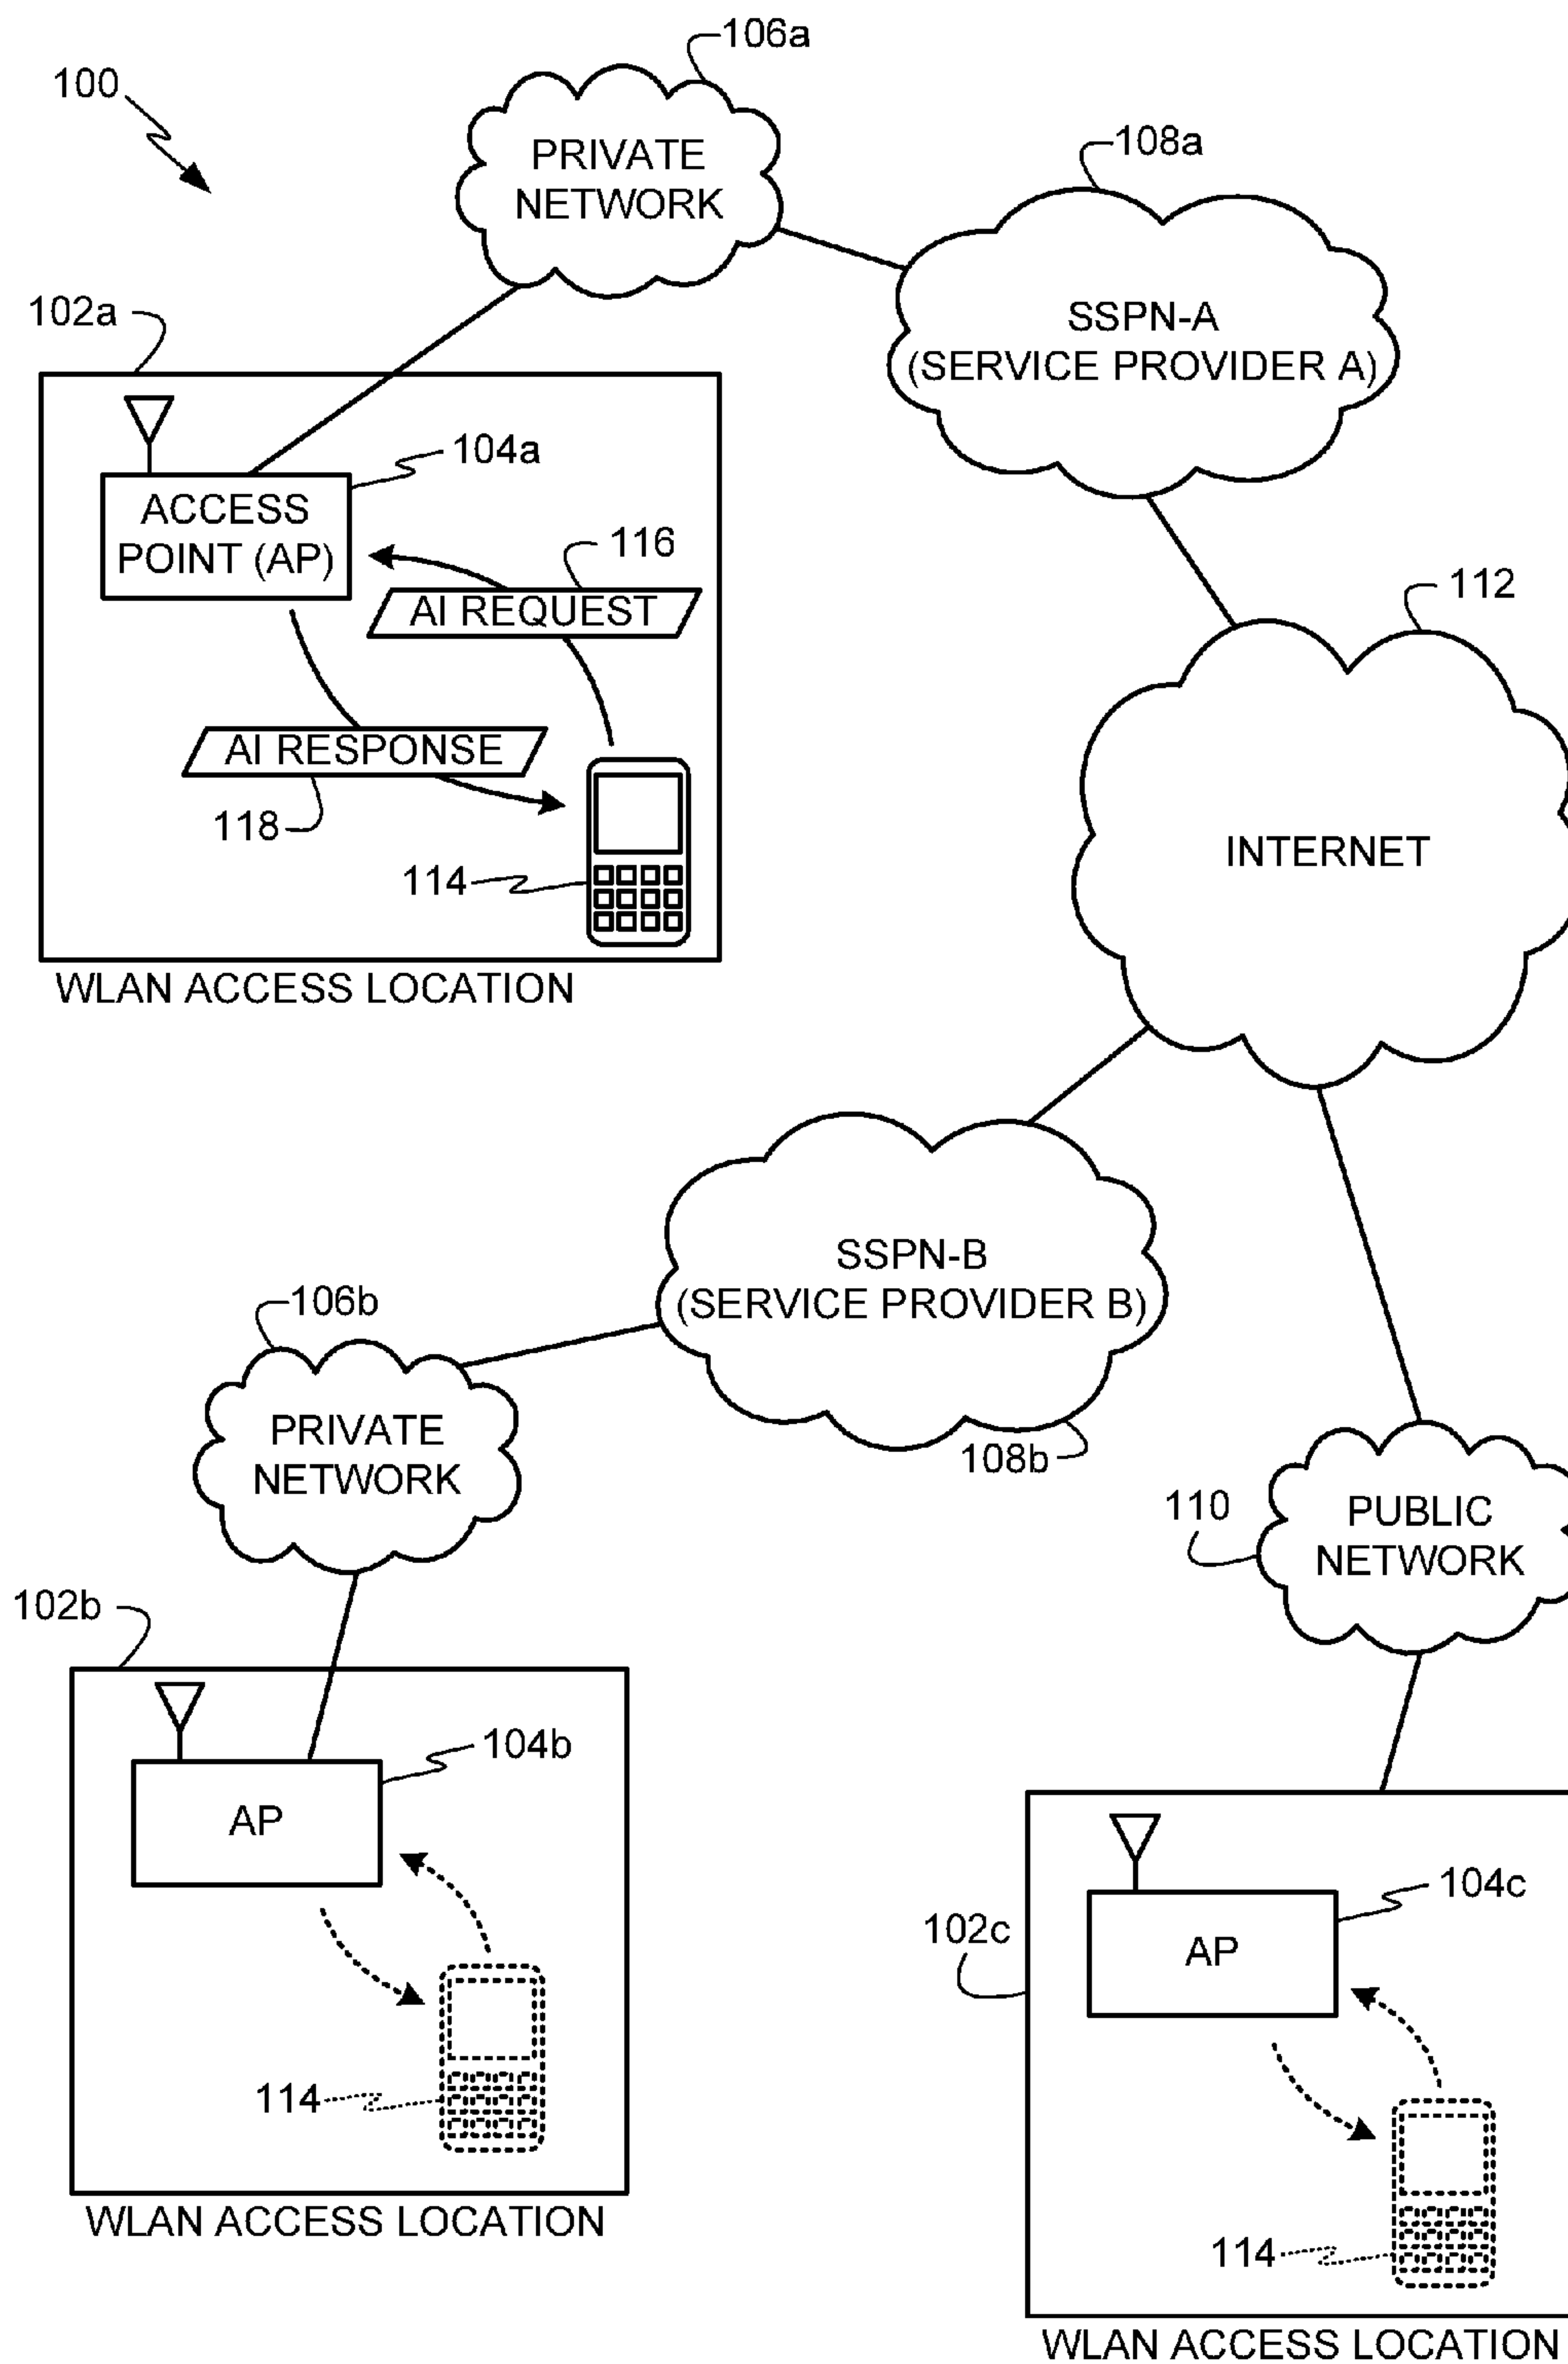 106a
100
PRIVATE
NETWORK
108a
102a
SSPN-A
(SERVICE PROVIDER A)
104a
ACCESS
POINT (AP)
116
AI REQUEST
112
AI RESPONSE
118
INTERNET
114
WLAN ACCESS LOCATION
SSPN-B
(SERVICE PROVIDER B)
106b
PRIVATE
NETWORK
108b
110
PUBLIC
NETWORK
102b
104b
AP
104c
102c
AP
114
WLAN ACCESS LOCATION
114
WLAN ACCESS LOCATION